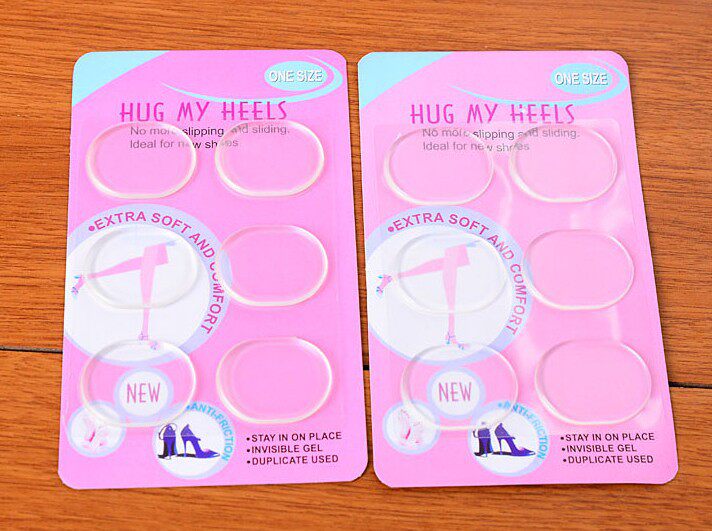 ONE SIZE
HUG MY HEELS
No more slipping and sliding.
Ideal for new shoes
•EXTRA SOFT AND COMFORT
NEW
•ANTI-FRICTION
•STAY IN ON PLACE
•INVISIBLE GEL
•DUPLICATE USED
ONE SIZE
HUG MY HEELS
No more slipping and sliding.
Ideal for new shoes
•EXTRA SOFT AND COMFORT
NEW
•ANTI-FRICTION
•STAY IN ON PLACE
•INVISIBLE GEL
•DUPLICATE USED